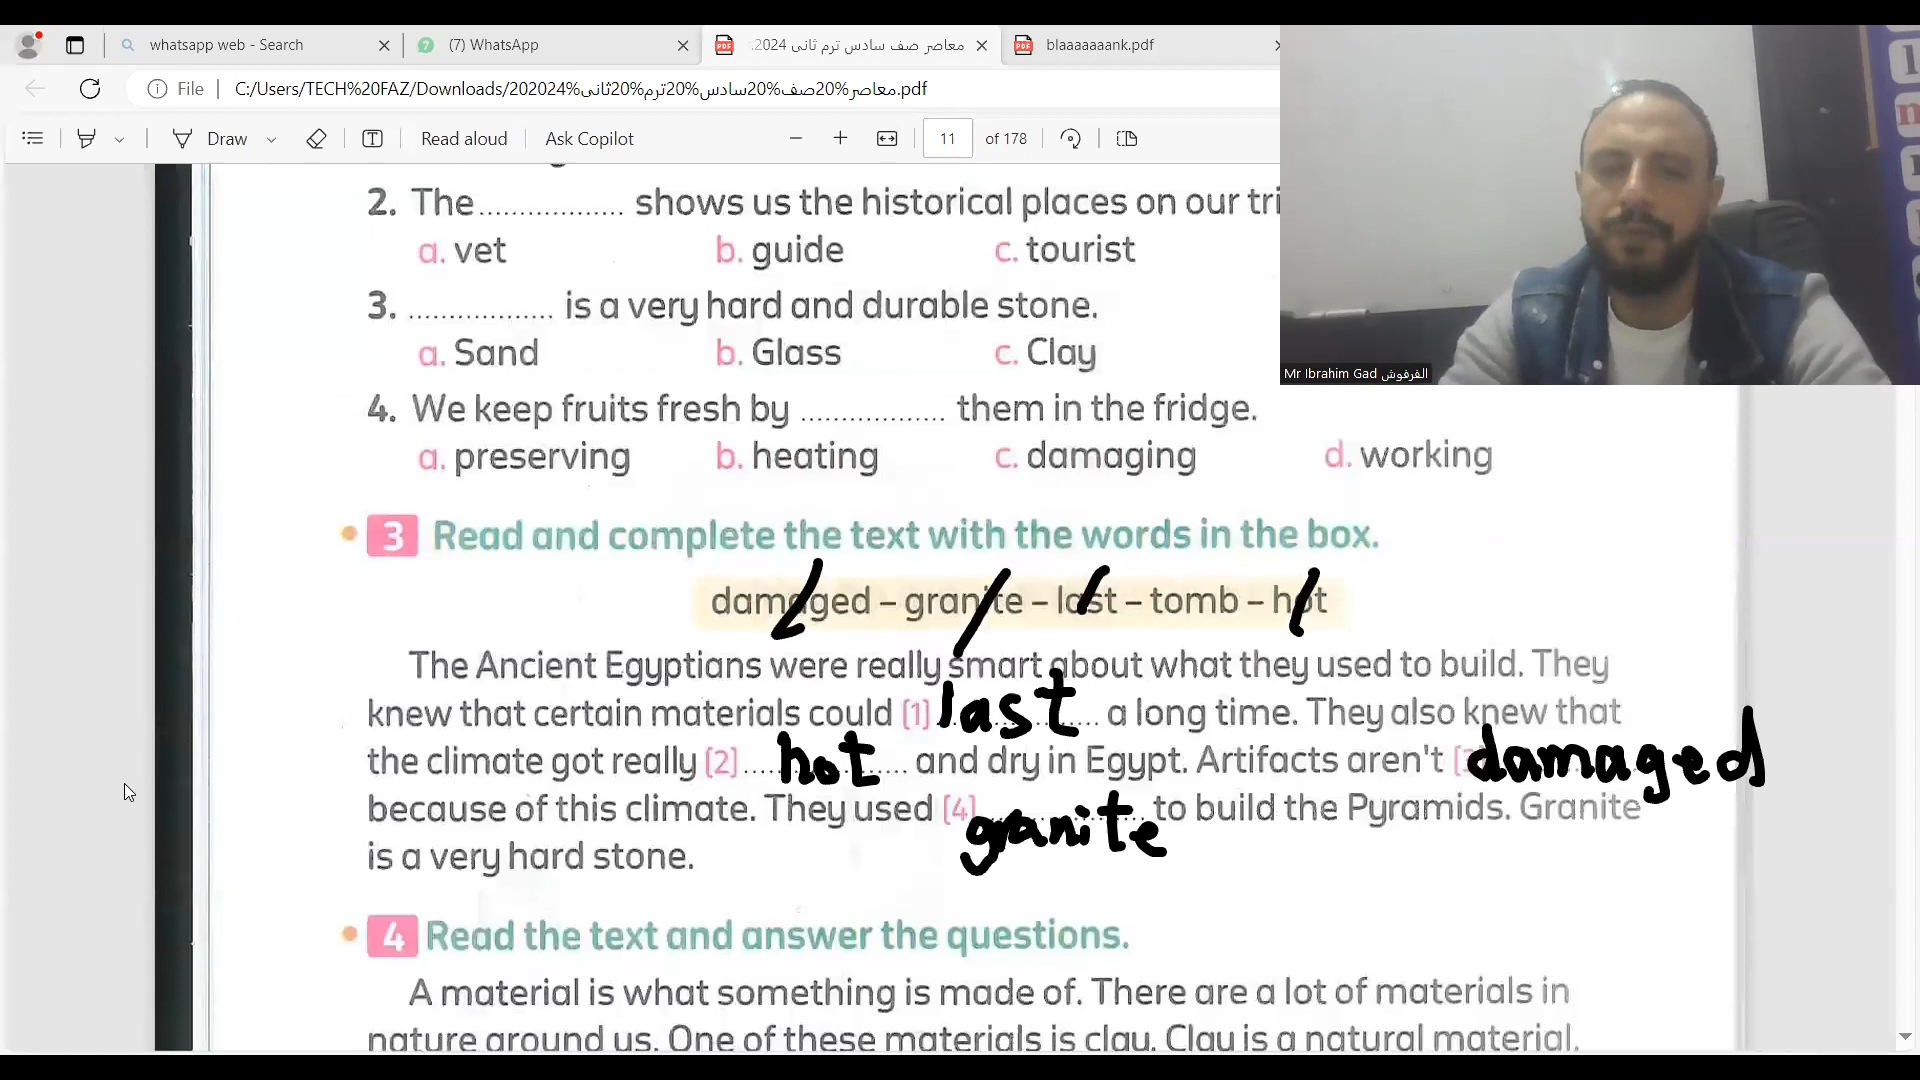 whatsapp web - Search
(7) WhatsApp
معاصر صف سادس ترم ثانى 2024.
blaaaaaaank.pdf
File
C:/Users/TECH%20FAZ/Downloads/202024%معاصر%20صف%20سادس%20ترم%20ثانى.pdf
Draw
Read aloud
Ask Copilot
11 of 178
2. The.................. shows us the historical places on our tri
a. vet b. guide c. tourist
3. .................. is a very hard and durable stone.
a. Sand b. Glass c. Clay
Mr Ibrahim Gad الفرفوش
4. We keep fruits fresh by .................. them in the fridge.
a. preserving b. heating c. damaging d. working
3 Read and complete the text with the words in the box.
damaged – granite – last – tomb – hot
The Ancient Egyptians were really smart about what they used to build. They
knew that certain materials could [1] last a long time. They also knew that
the climate got really [2] hot and dry in Egypt. Artifacts aren't [3] damaged
because of this climate. They used [4] granite to build the Pyramids. Granite
is a very hard stone.
4 Read the text and answer the questions.
A material is what something is made of. There are a lot of materials in
nature around us. One of these materials is clay. Clay is a natural material.